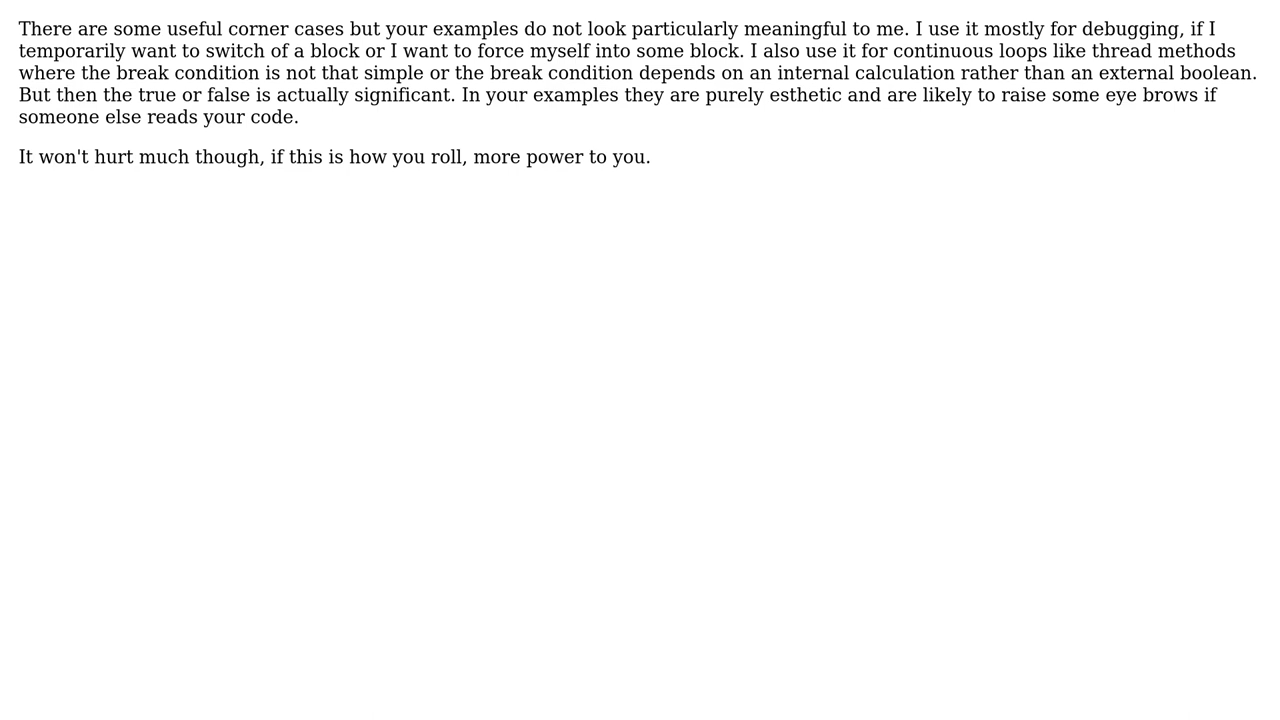 There are some useful corner cases but your examples do not look particularly meaningful to me. I use it mostly for debugging, if I
temporarily want to switch of a block or I want to force myself into some block. I also use it for continuous loops like thread methods
where the break condition is not that simple or the break condition depends on an internal calculation rather than an external boolean.
But then the true or false is actually significant. In your examples they are purely esthetic and are likely to raise some eye brows if
someone else reads your code.
It won't hurt much though, if this is how you roll, more power to you.